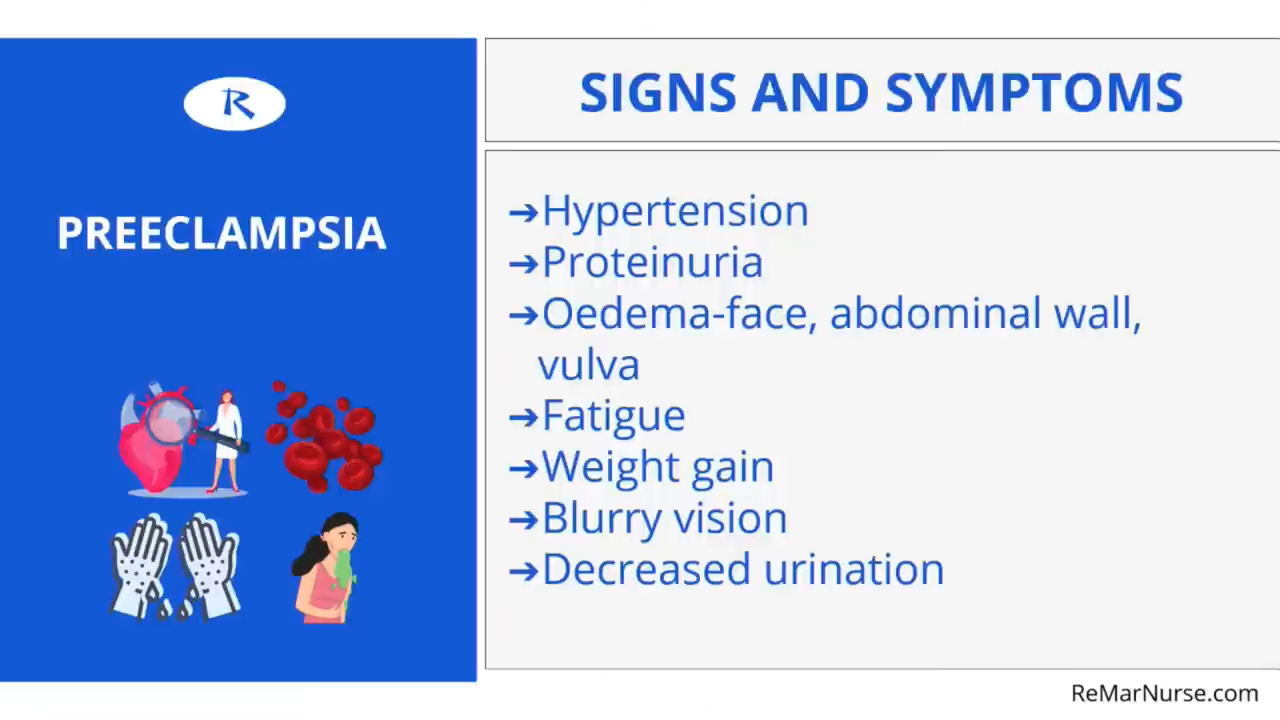 R
PREECLAMPSIA
SIGNS AND SYMPTOMS
➔Hypertension
➔Proteinuria
➔Oedema-face, abdominal wall,
vulva
➔Fatigue
➔Weight gain
➔Blurry vision
➔Decreased urination
ReMarNurse.com